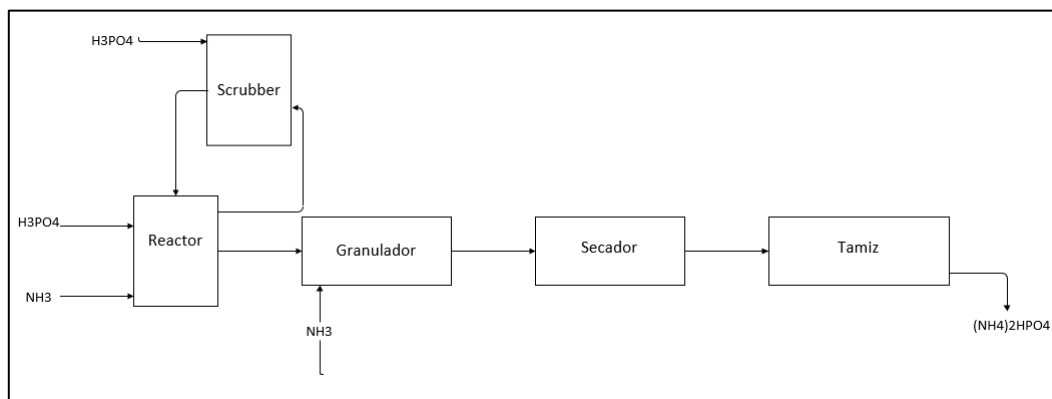 H3PO4
Scrubber
H3PO4
Reactor
NH3
Granulador
NH3
Secador
Tamiz
(NH4)2HPO4